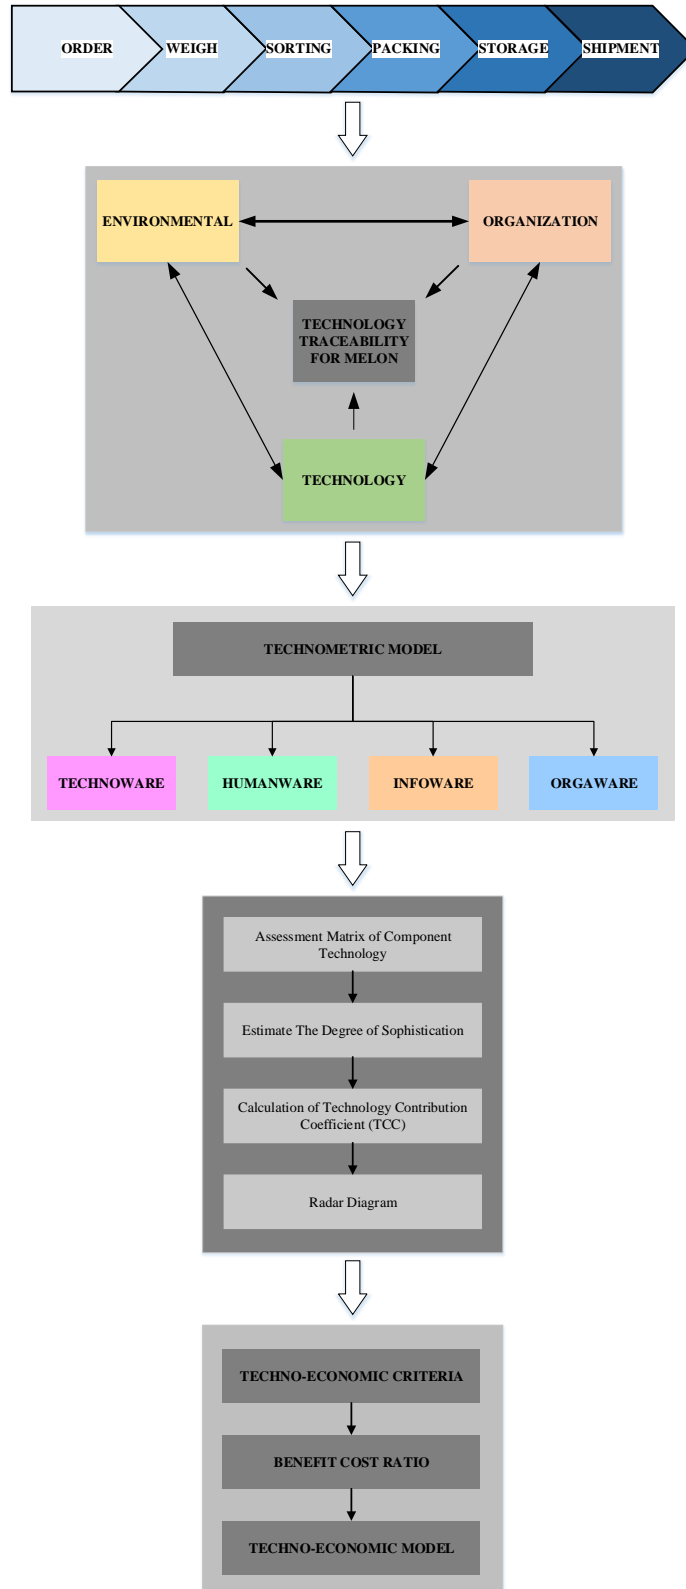 ORDER WEIGH SORTING PACKING STORAGE SHIPMENT
ENVIRONMENTAL
ORGANIZATION
TECHNOLOGY
TRACEABILITY
FOR MELON
TECHNOLOGY
TECHNOMETRIC MODEL
TECHNOWARE HUMANWARE INFOWARE ORGAWARE
Assessment Matrix of Component
Technology
Estimate The Degree of Sophistication
Calculation of Technology Contribution
Coefficient (TCC)
Radar Diagram
TECHNO-ECONOMIC CRITERIA
BENEFIT COST RATIO
TECHNO-ECONOMIC MODEL